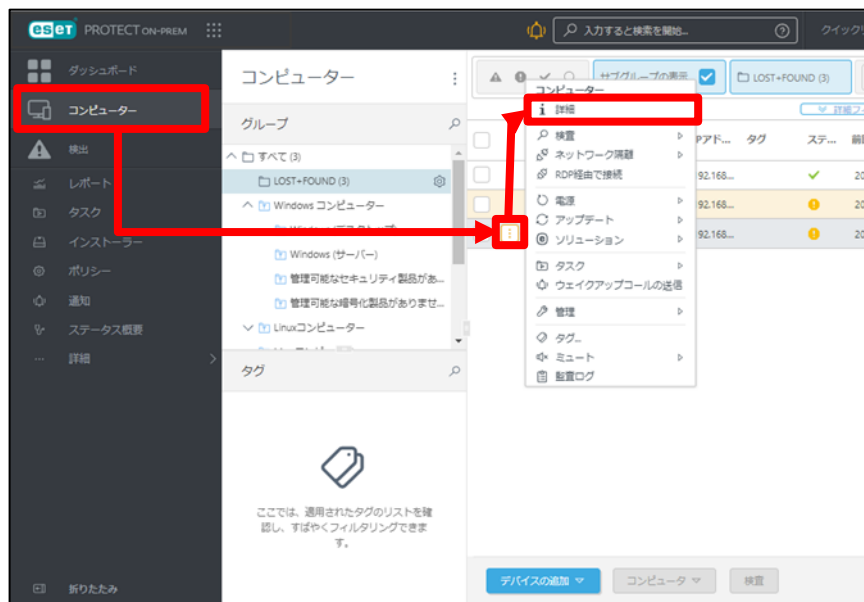 eset PROTECT ON-PREM
入力すると検索を開始...
ダッシュボード
コンピューター
検出
レポート
タスク
インストーラー
ポリシー
通知
ステータス概要
詳細
折りたたみ
コンピューター
グループ
すべて (3)
LOST+FOUND (3)
Windows コンピューター
Windows (サーバー)
管理可能なセキュリティ製品があ...
管理可能な暗号化製品がありませ...
Linuxコンピューター
タグ
ここでは、適用されたタグのリストを確
認し、すばやくフィルタリングできま
す。
サブグループの表示
LOST+FOUND (3)
タグ
ステ...
92.168...
92.168...
92.168...
コンピューター
詳細
検査
ネットワーク隔離
RDP経由で接続
電源
アップデート
ソリューション
タスク
ウェイクアップコールの送信
管理
タグ...
ミュート
監査ログ
デバイスの追加
コンピュータ
検査